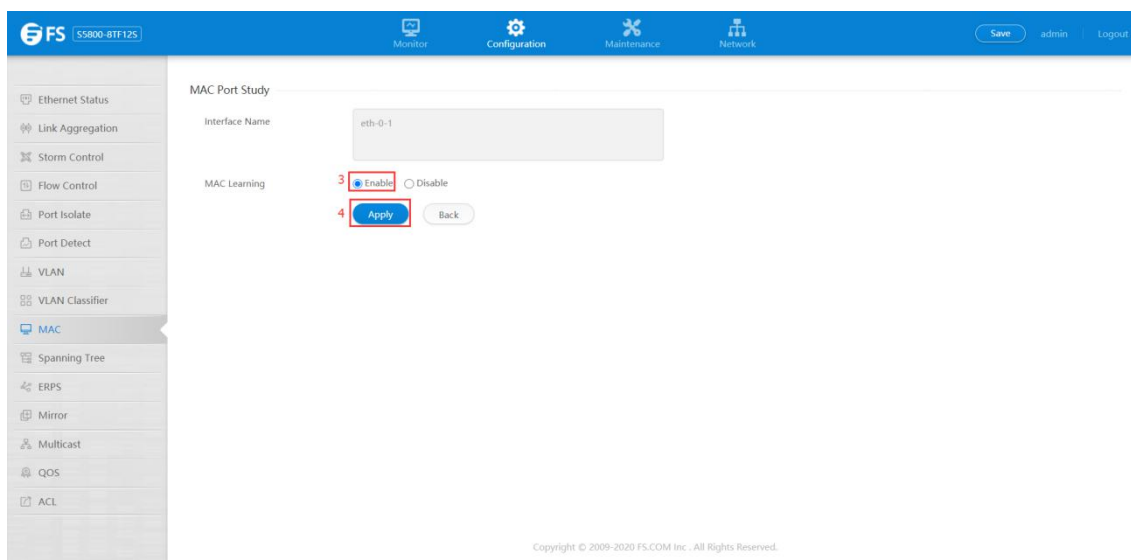 FS S5800-8TF12S
Monitor
Configuration
Maintenance
Network
Save admin Logout
Ethernet Status
Link Aggregation
Storm Control
Flow Control
Port Isolate
Port Detect
VLAN
VLAN Classifier
MAC
Spanning Tree
ERPS
Mirror
Multicast
QOS
ACL
MAC Port Study
Interface Name eth-0-1
MAC Learning 3 Enable Disable
4 Apply Back
Copyright © 2009-2020 FS.COM Inc . All Rights Reserved.